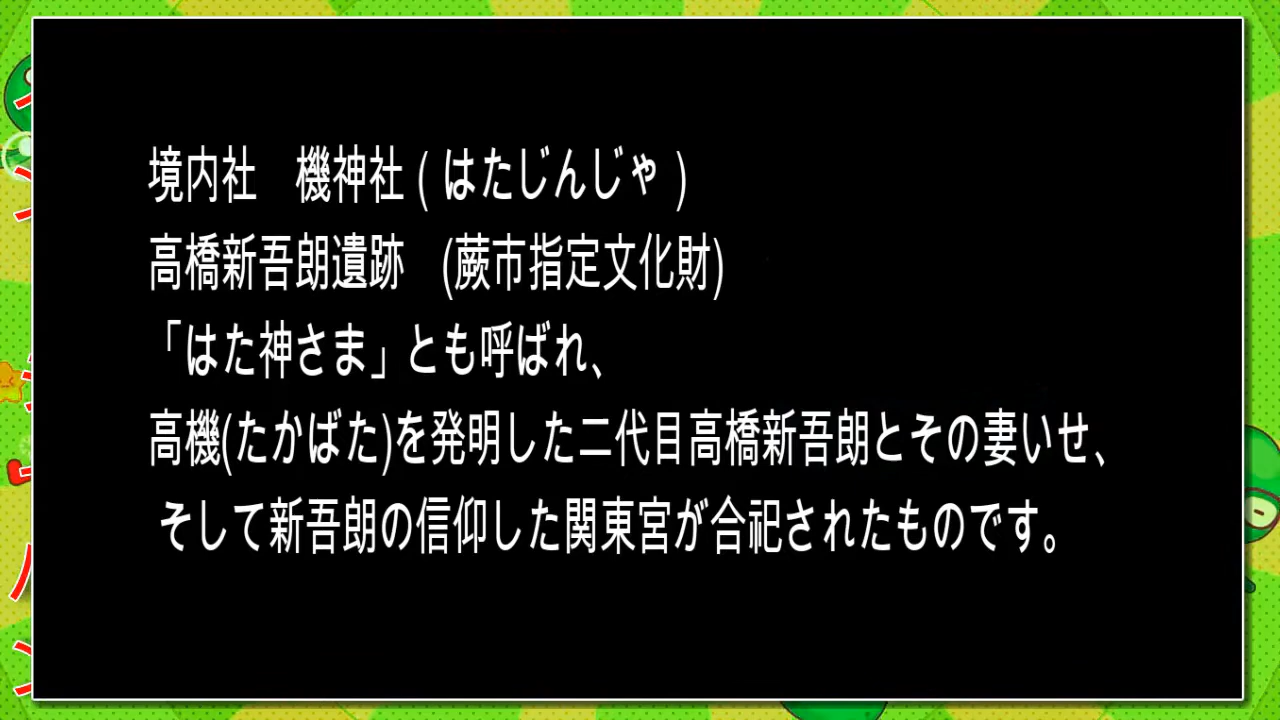 境内社　機神社 ( はたじんじゃ )
高橋新吾朗遺跡　(蕨市指定文化財)
「はた神さま」とも呼ばれ、
高機(たかばた)を発明した二代目高橋新吾朗とその妻いせ、
そして新吾朗の信仰した関東宮が合祀されたものです。